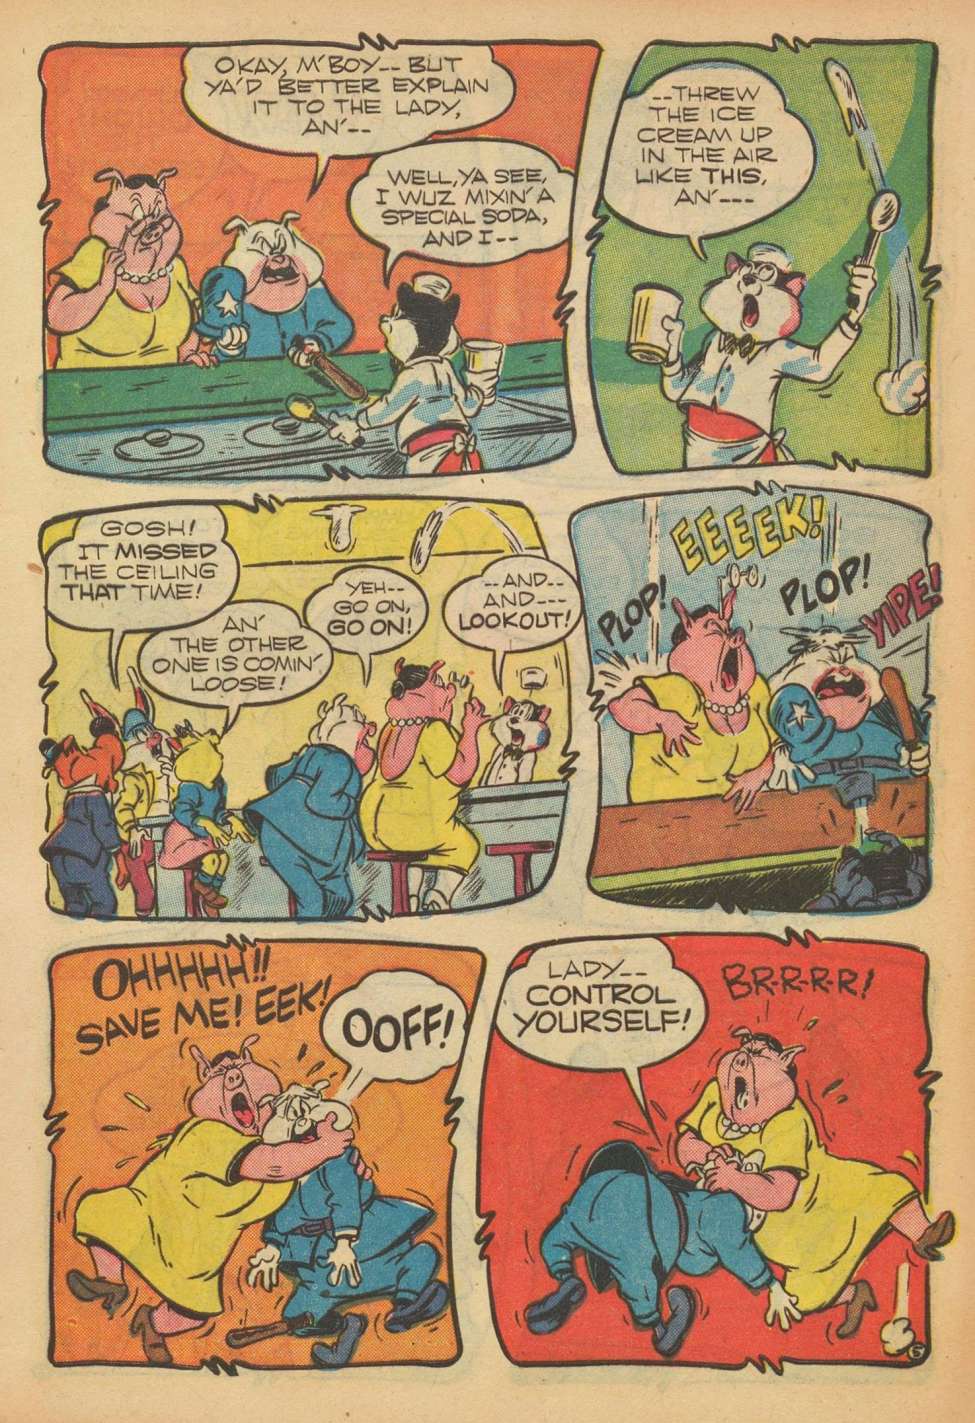 OKAY, M'BOY-- BUT
YA'D BETTER EXPLAIN
IT TO THE LADY,
AN'--
WELL, YA SEE,
I WUZ MIXIN' A
SPECIAL SODA,
AND I--
--THREW
THE ICE
CREAM UP
IN THE AIR
LIKE THIS,
AN'---
GOSH!
IT MISSED
THE CEILING
THAT TIME!
AN'
THE OTHER
ONE IS COMIN'
LOOSE!
YEH--
GO ON,
GO ON!
--AND--
AND---
LOOKOUT!
EEEEEK!
PLOP!
PLOP!
YIPE!
OHHHHH!!
SAVE ME! EEK!
OOFF!
LADY--
CONTROL
YOURSELF!
BR-R-R-R!
5